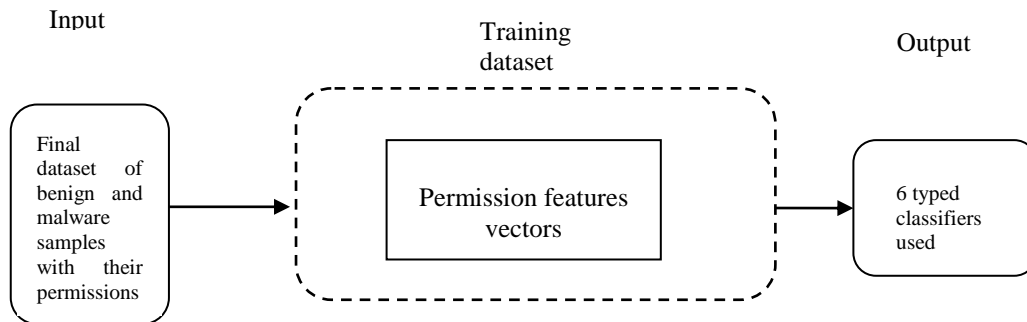 Input
Training
dataset
Output
Final
dataset of
benign and
malware
samples
with their
permissions
Permission features
vectors
6 typed
classifiers
used